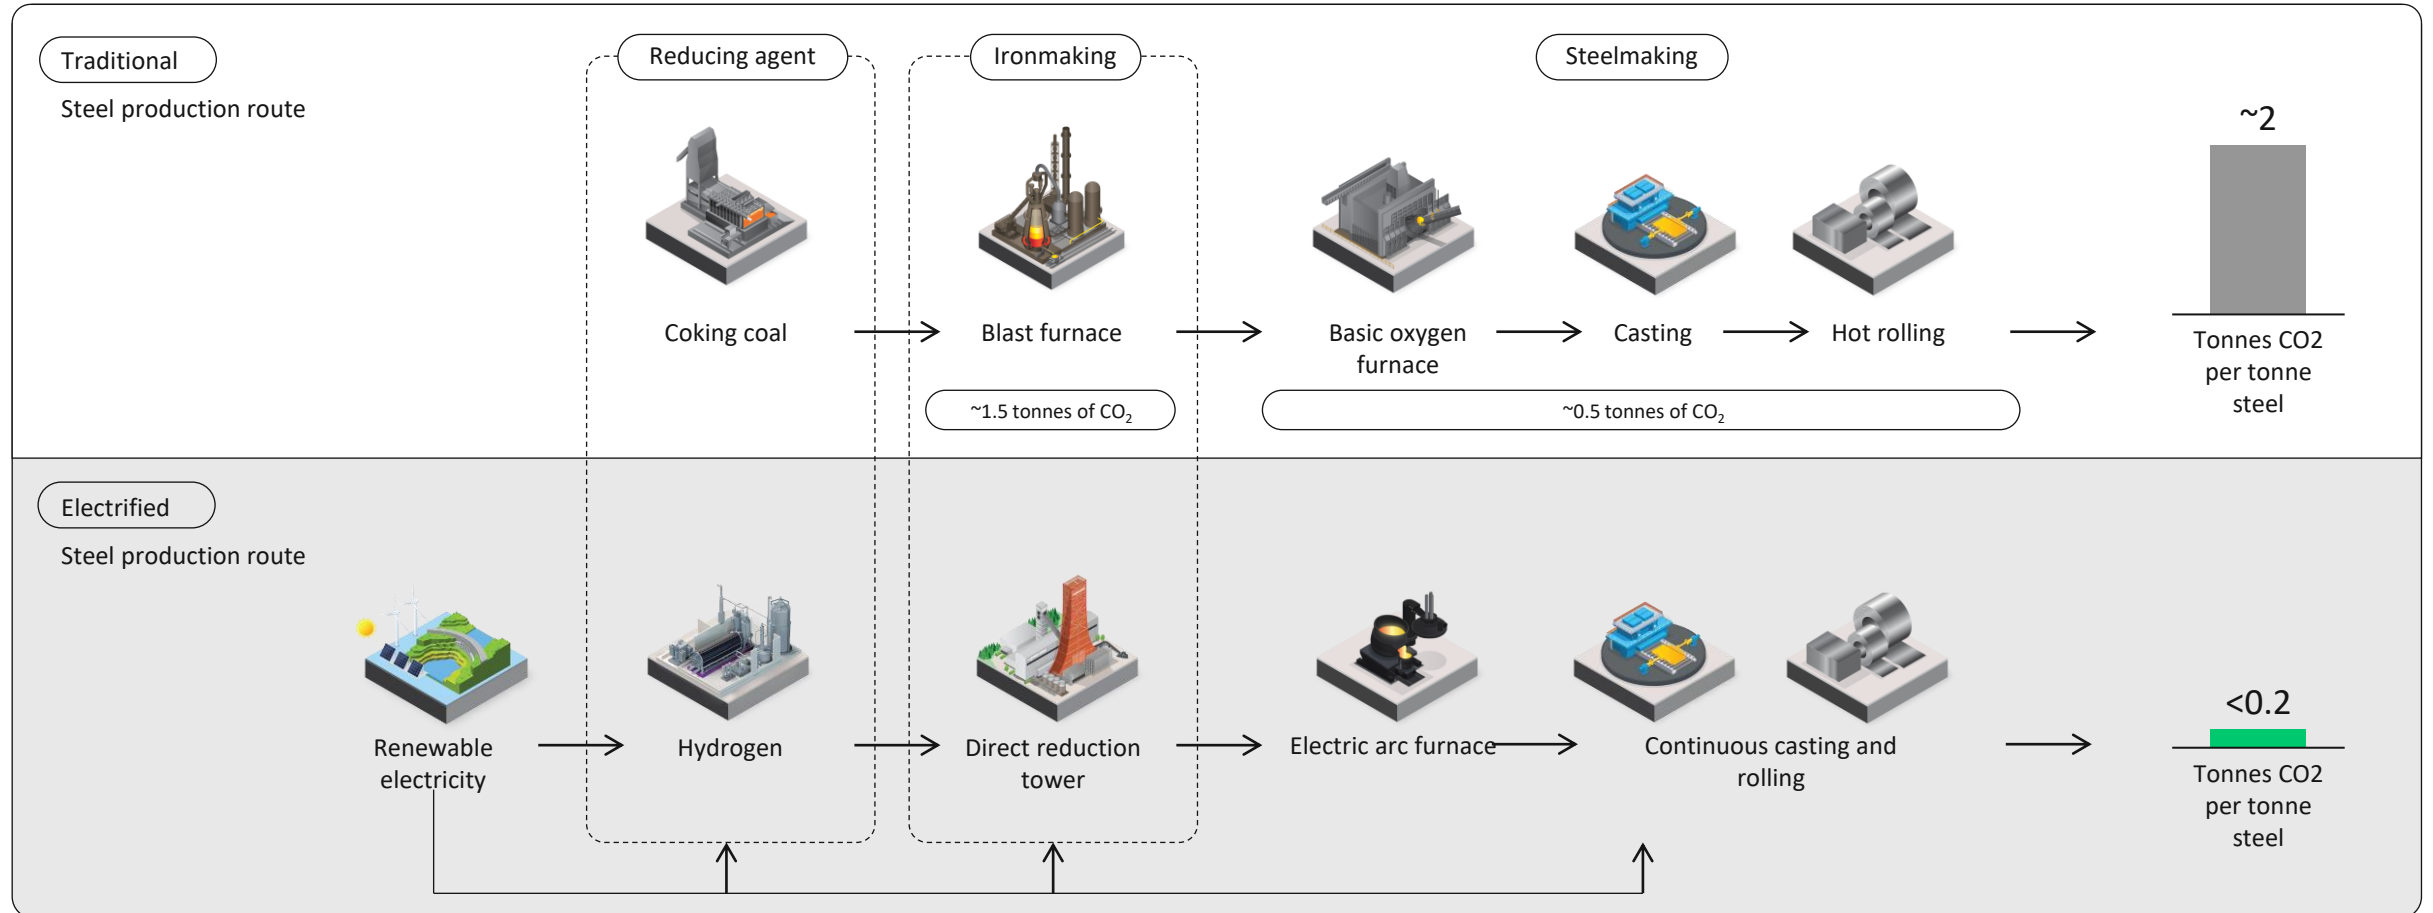 Traditional
Steel production route
Reducing agent
Ironmaking
Steelmaking
~2
Coking coal
Blast furnace
Basic oxygen
furnace
Casting
Hot rolling
Tonnes CO2
per tonne
steel
~1.5 tonnes of CO₂
~0.5 tonnes of CO₂
Electrified
Steel production route
<0.2
Renewable
electricity
Hydrogen
Direct reduction
tower
Electric arc furnace
Continuous casting and
rolling
Tonnes CO2
per tonne
steel